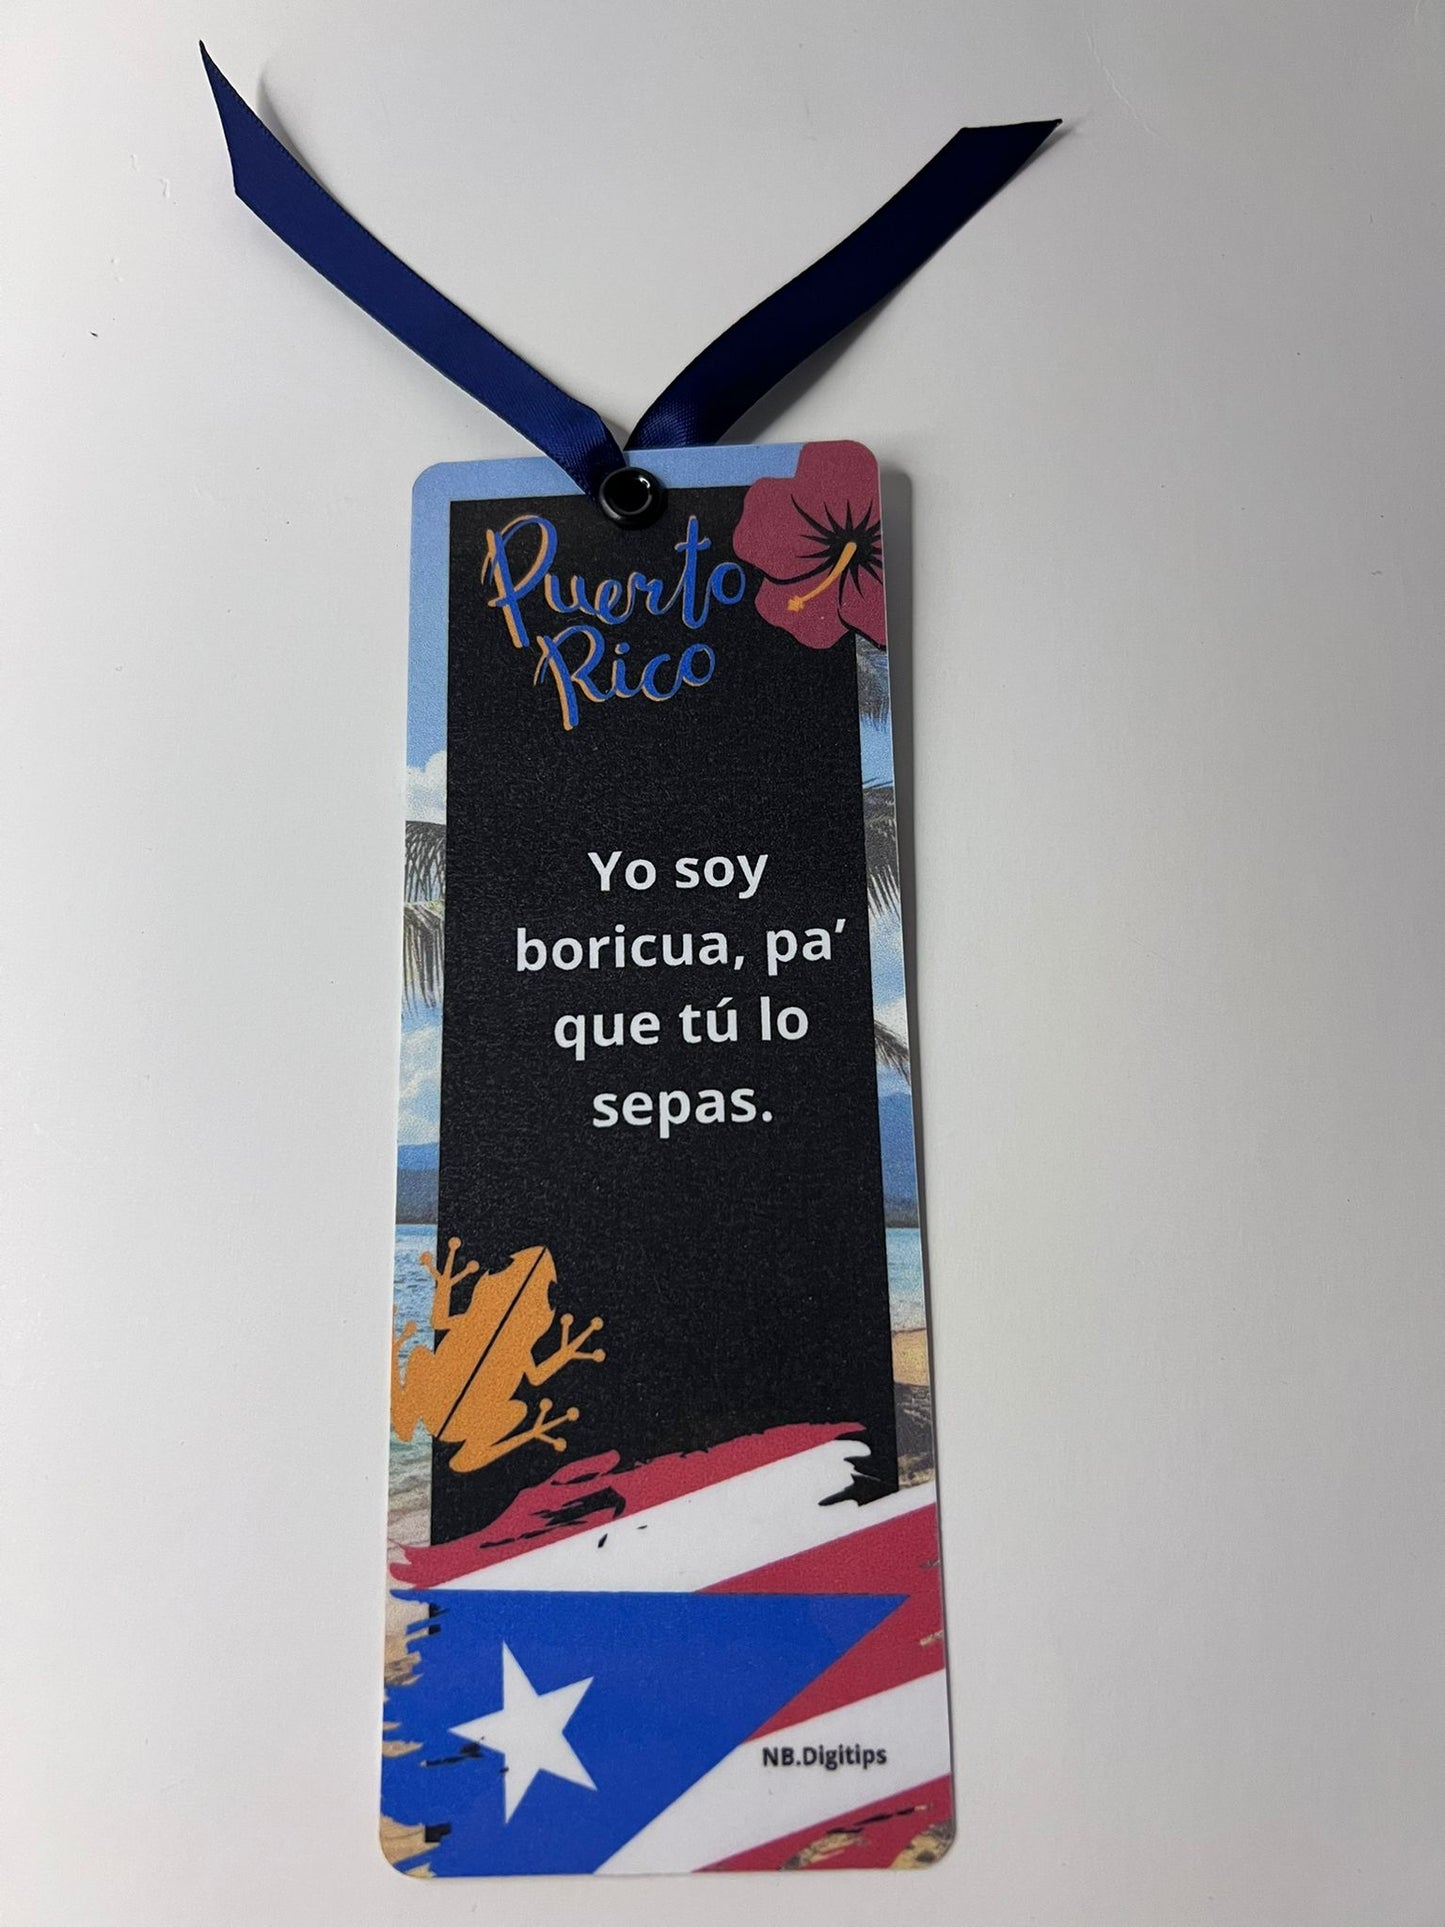 Puerto
Rico
Yo soy
boricua, pa’
que tú lo
sepas.
NB.Digitips